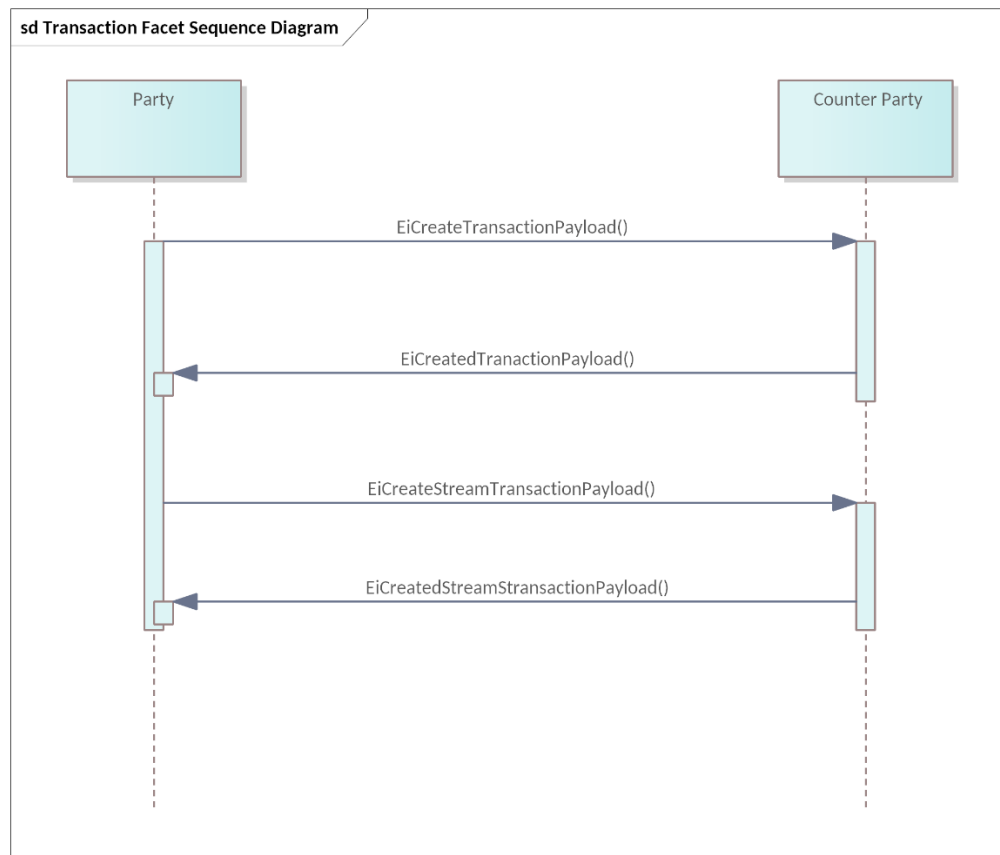 sd Transaction Facet Sequence Diagram
Party
Counter Party
EiCreateTransactionPayload()
EiCreatedTranactionPayload()
EiCreateStreamTransactionPayload()
EiCreatedStreamStransactionPayload()